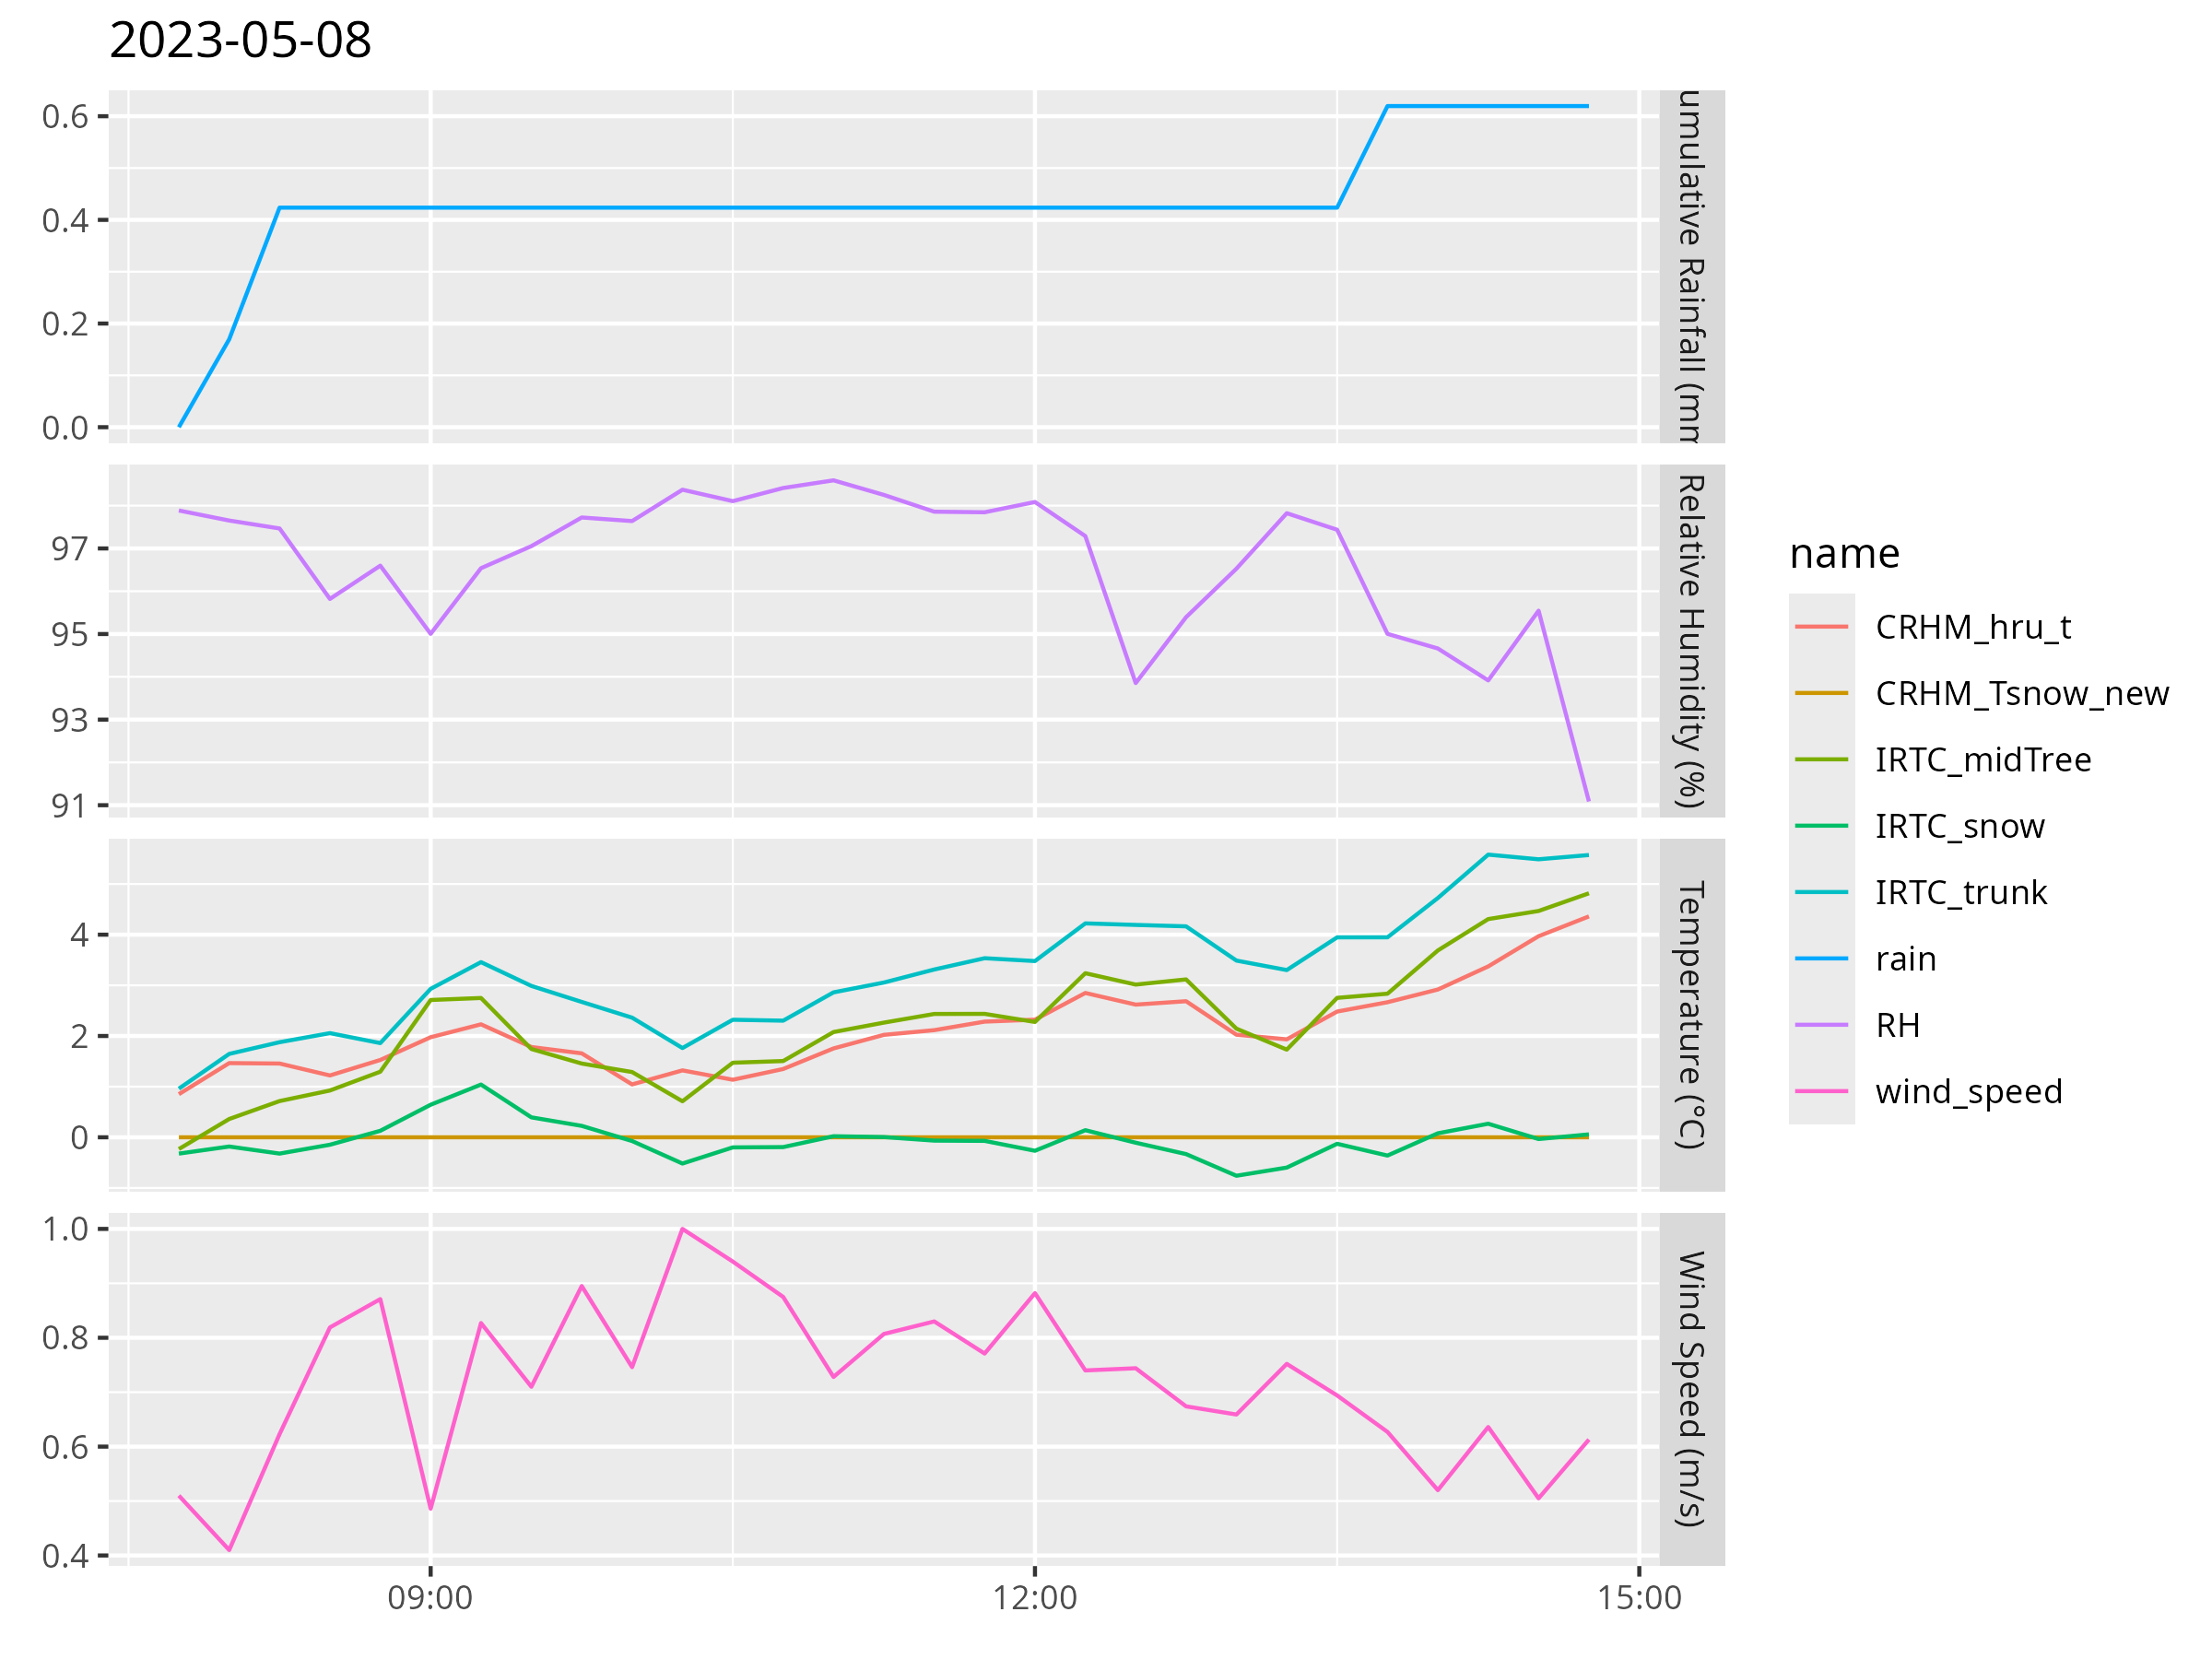 2023-05-08
0.6
0.4
0.2
0.0
umulative Rainfall (mm
97
95
93
91
Relative Humidity (%)
4
2
0
Temperature (°C)
1.0
0.8
0.6
0.4
Wind Speed (m/s)
09:00
12:00
15:00
name
CRHM_hru_t
CRHM_Tsnow_new
IRTC_midTree
IRTC_snow
IRTC_trunk
rain
RH
wind_speed